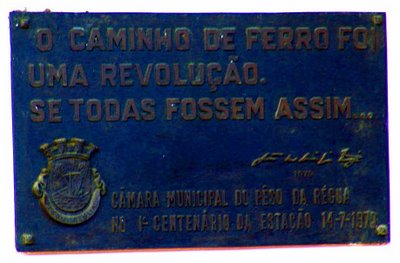 O CAMINHO DE FERRO FOI
UMA REVOLUÇÃO.
SE TODAS FOSSEM ASSIM...
CÂMARA MUNICIPAL DO PÊSO DA RÉGUA
NO 1º CENTENÁRIO DA ESTAÇÃO 14-7-1979